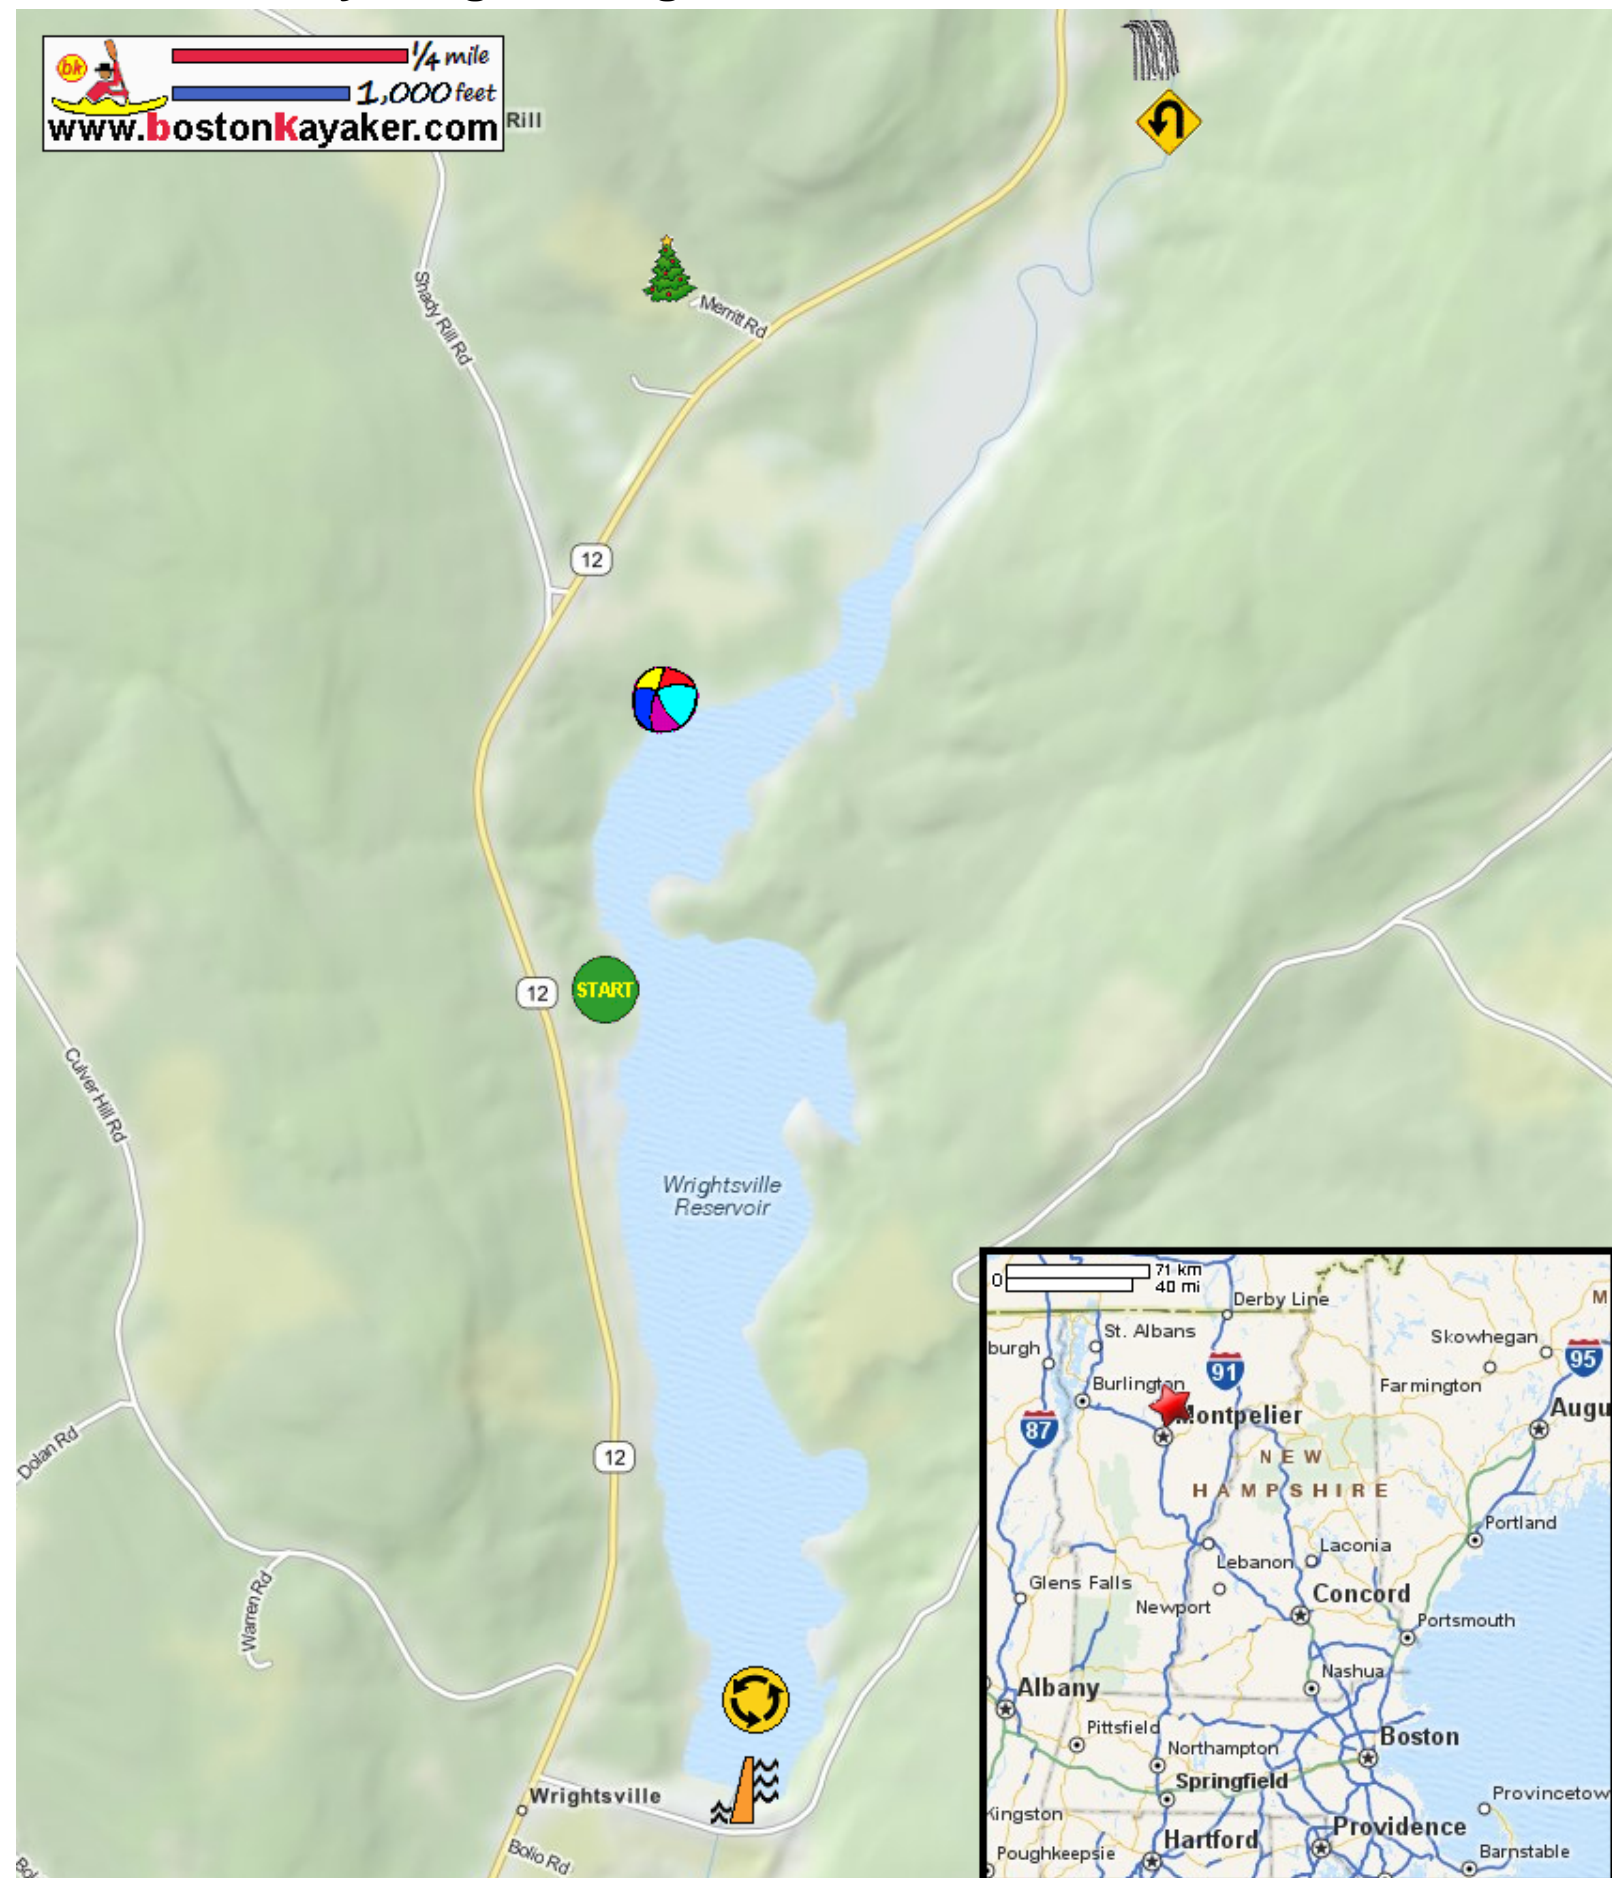 1/4 mile
bk
1,000 feet
www.bostonkayaker.com
Rill
Merritt Rd
Shady Rill Rd
12
12
START
Culver Hill Rd
Wrightsville
Reservoir
Dolan Rd
12
Warren Rd
Wrightsville
Bolio Rd
Bol
0
71 km
40 mi
Derby Line
M
St. Albans
Skowhegan
burgh
91
95
Burlington
Farmington
Montpelier
Augu
87
NEW
HAMPSHIRE
Portland
Laconia
Lebanon
Glens Falls
Newport
Concord
Portsmouth
Nashua
Albany
Pittsfield
Boston
Northampton
Springfield
Provincetow
Kingston
Providence
Hartford
Poughkeepsie
Barnstable